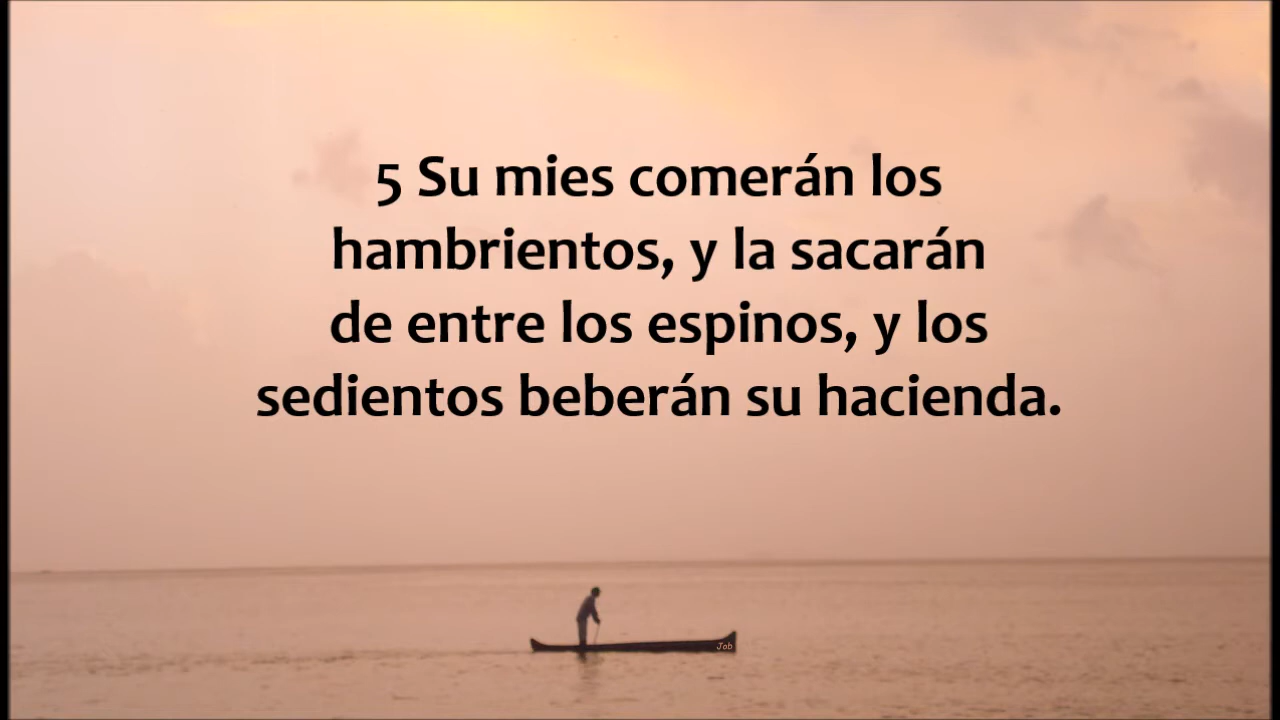 5 Su mies comerán los
hambrientos, y la sacarán
de entre los espinos, y los
sedientos beberán su hacienda.
Job